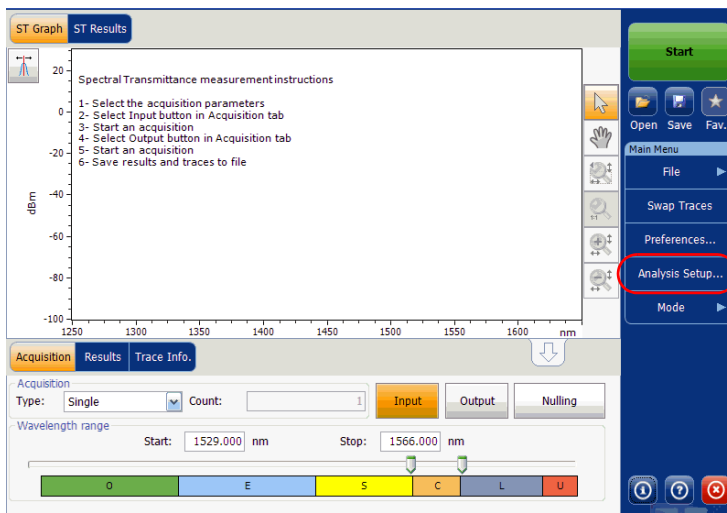 ST Graph ST Results
Start
Spectral Transmittance measurement instructions
1- Select the acquisition parameters
2- Select Input button in Acquisition tab
3- Start an acquisition
4- Select Output button in Acquisition tab
5- Start an acquisition
6- Save results and traces to file
20
0
-20
-40
-60
-80
-100
dBm
1250 1300 1350 1400 1450 1500 1550 1600 nm
ST
Open Save Fav.
Main Menu
File
Swap Traces
Preferences...
Analysis Setup...
Mode
Acquisition Results Trace Info.
Acquisition
Type: Single Count: 1 Input Output Nulling
Wavelength range
Start: 1529.000 nm Stop: 1566.000 nm
O E S C L U